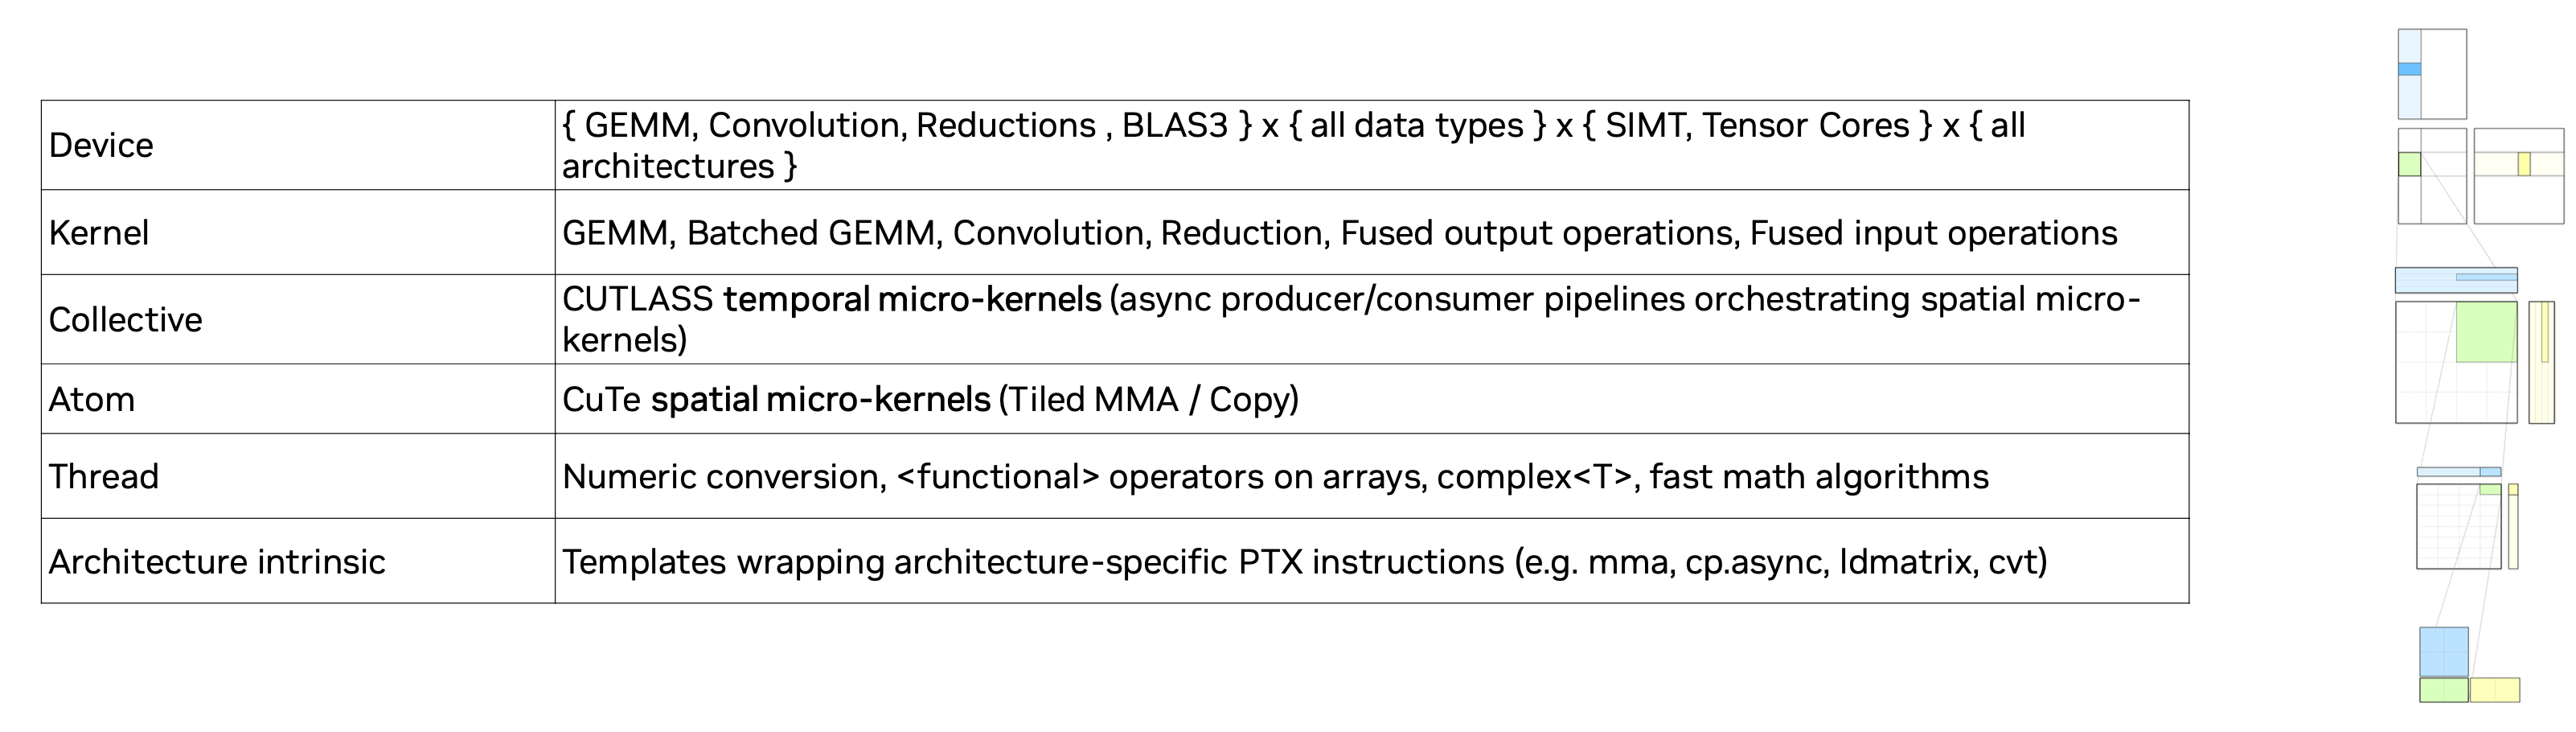 Device
{ GEMM, Convolution, Reductions , BLAS3 } x { all data types } x { SIMT, Tensor Cores } x { all
architectures }
Kernel
GEMM, Batched GEMM, Convolution, Reduction, Fused output operations, Fused input operations
Collective
CUTLASS temporal micro-kernels (async producer/consumer pipelines orchestrating spatial micro-
kernels)
Atom
CuTe spatial micro-kernels (Tiled MMA / Copy)
Thread
Numeric conversion, <functional> operators on arrays, complex<T>, fast math algorithms
Architecture intrinsic
Templates wrapping architecture-specific PTX instructions (e.g. mma, cp.async, ldmatrix, cvt)